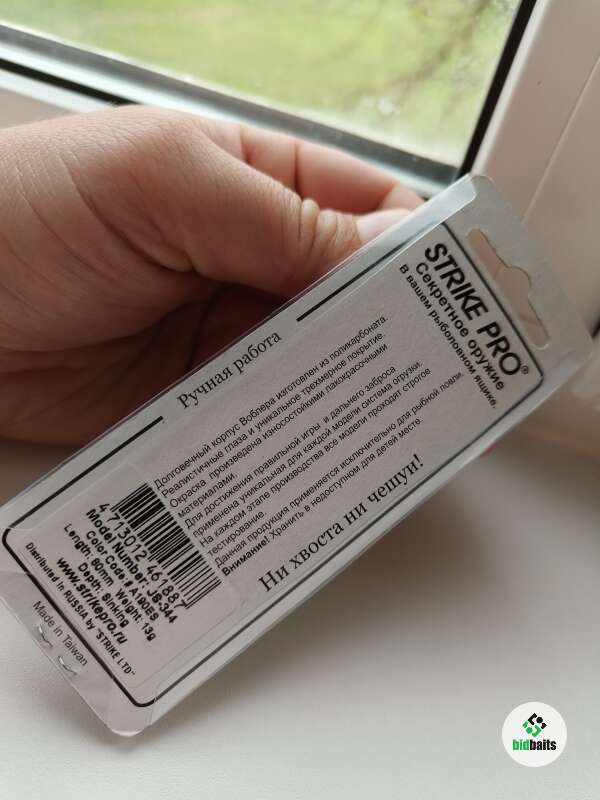 STRIKE PRO®
Секретное оружие
В вашем рыболовном ящике.
Ручная работа
Долговечный корпус Воблера изготовлен из поликарбоната.
Реалистичные глаза и уникальное трехмерное покрытие.
Окраска произведена износостойкими лакокрасочными
материалами.
Для достижения правильной игры и дальнего заброса
применена уникальная для каждой модели система огрузки.
На каждом этапе производства все модели проходят строгое
тестирование.
Данная продукция применяется исключительно для рыбной ловли.
Внимание! Хранить в недоступном для детей месте.
Ни хвоста ни чешуи!
4713012 461887
Model Number: JS-344
Color Code:# A190ES
Length: 80mm Weight: 13g
Depth: Sinking
www.strikepro.ru
Distributed in RUSSIA by "STRIKE LTD"
Made in Taiwan
bidbaits